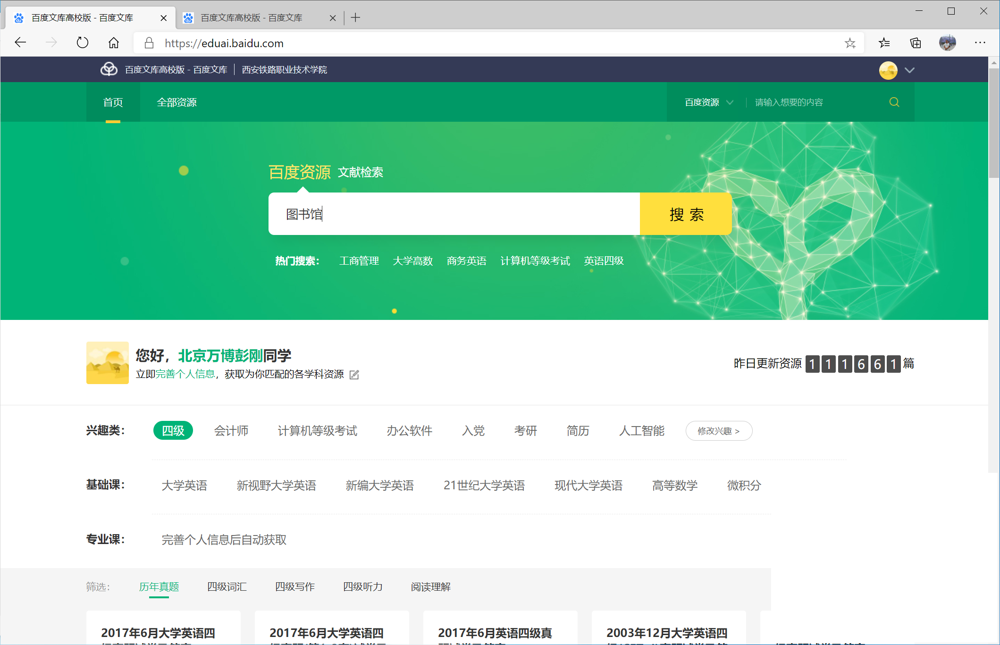 百度文库高校版 - 百度文库
百度文库高校版 - 百度文库
https://eduai.baidu.com
百度文库高校版 - 百度文库 西安铁路职业技术学院
首页 全部资源 百度资源 请输入想要的内容
百度资源 文献检索
图书馆 搜 索
热门搜索： 工商管理 大学高数 商务英语 计算机等级考试 英语四级
您好，北京万博彭刚同学
立即完善个人信息，获取为你匹配的各学科资源
昨日更新资源 1 1 1 6 6 1 篇
兴趣类： 四级 会计师 计算机等级考试 办公软件 入党 考研 简历 人工智能 修改兴趣 >
基础课： 大学英语 新视野大学英语 新编大学英语 21世纪大学英语 现代大学英语 高等数学 微积分
专业课： 完善个人信息后自动获取
筛选： 历年真题 四级词汇 四级写作 四级听力 阅读理解
2017年6月大学英语四 2017年6月大学英语四 2017年6月英语四级真 2003年12月大学英语四